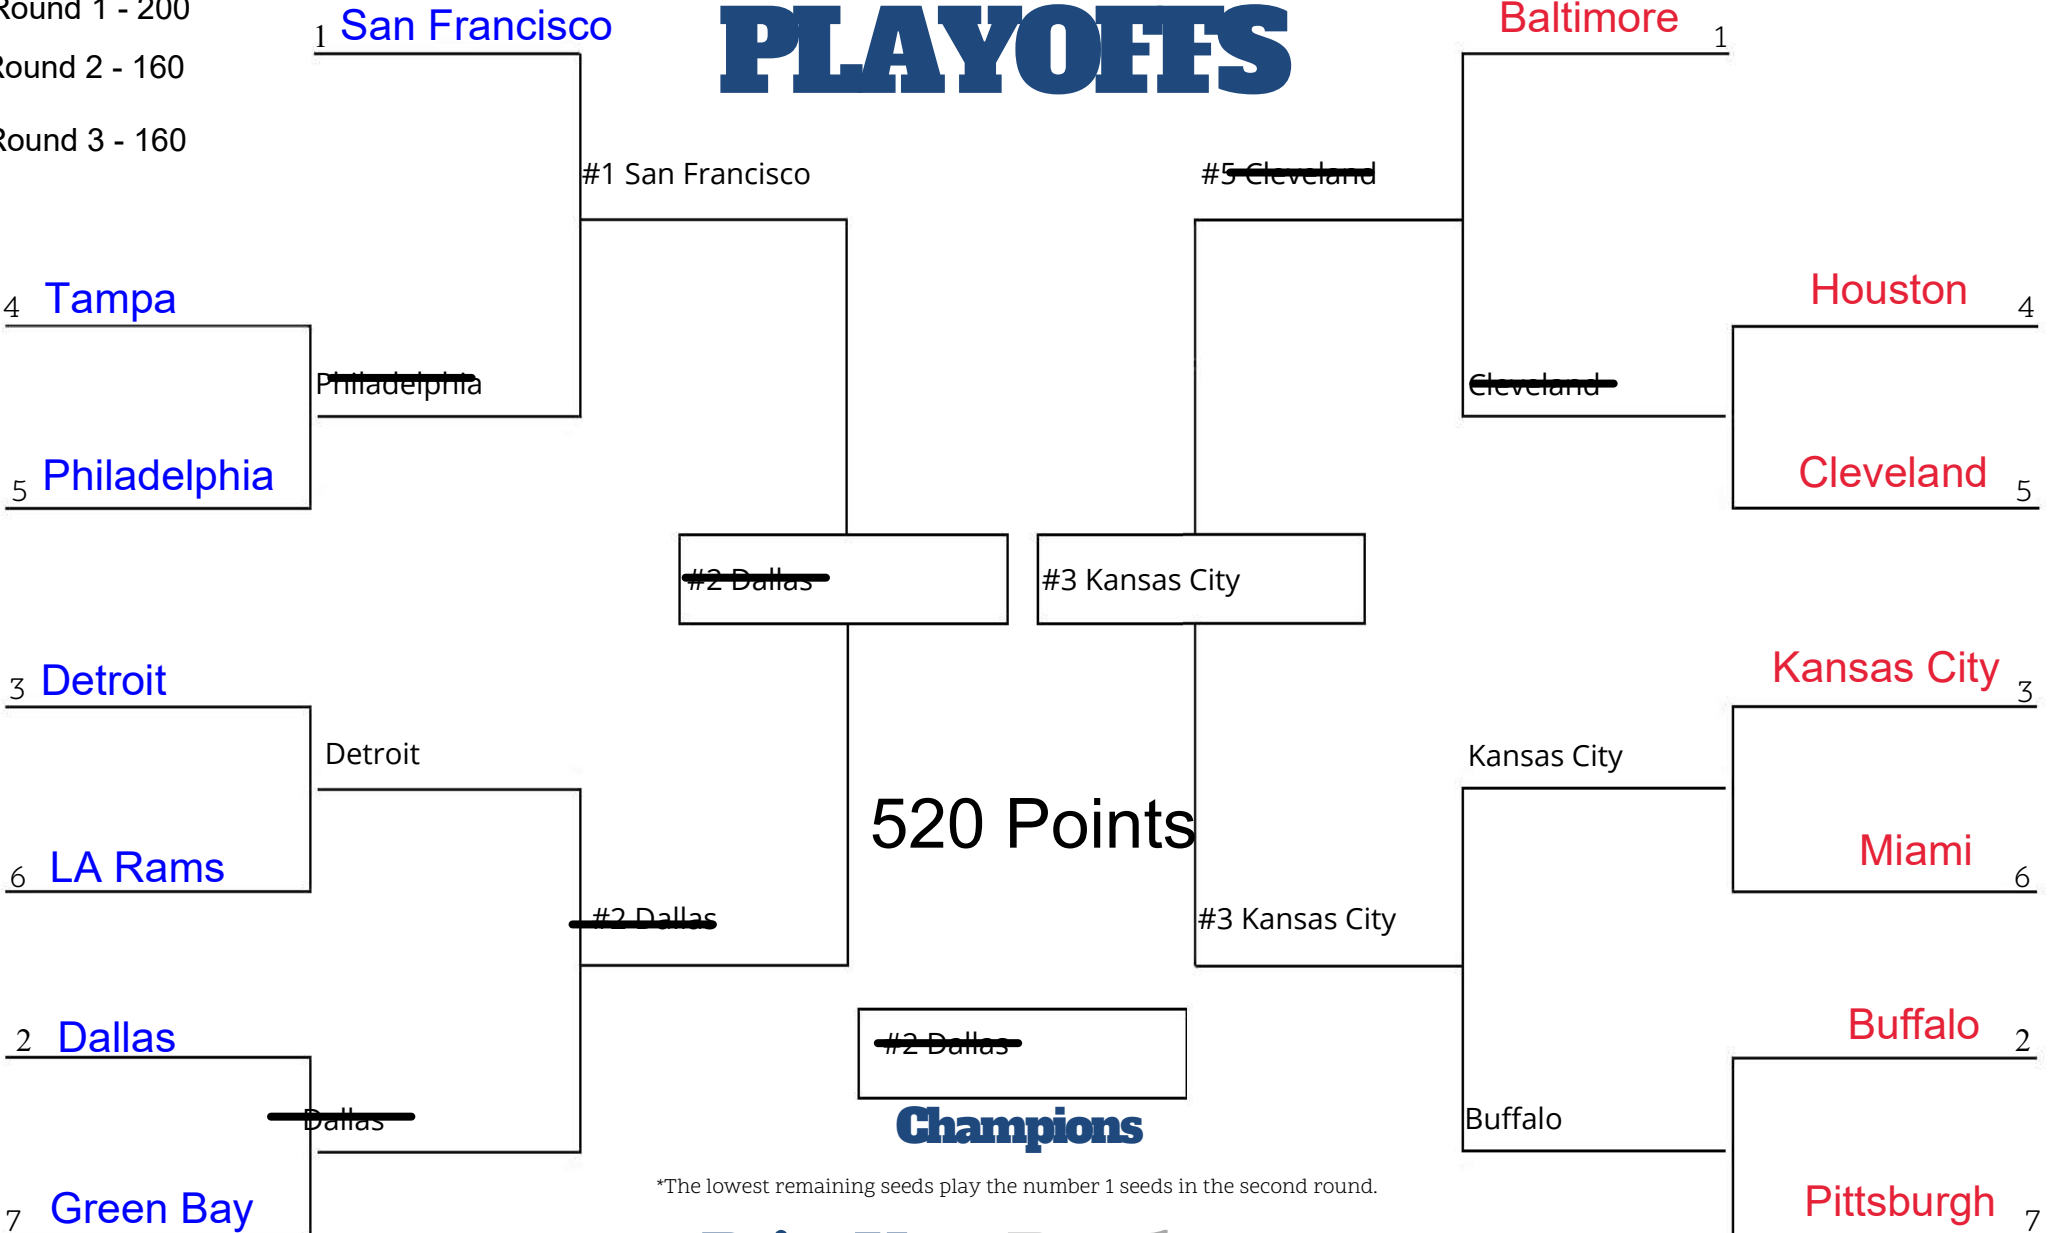 Round 1 - 200
Round 2 - 160
Round 3 - 160
PLAYOFFS
1 San Francisco
4 Tampa
Philadelphia
5 Philadelphia
#1 San Francisco
3 Detroit
Detroit
6 LA Rams
#2 Dallas
2 Dallas
Dallas
7 Green Bay
#2 Dallas
#3 Kansas City
520 Points
#2 Dallas
Champions
*The lowest remaining seeds play the number 1 seeds in the second round.
Baltimore 1
#5 Cleveland
Houston 4
Cleveland
Cleveland 5
Kansas City 3
Kansas City
Miami 6
#3 Kansas City
Buffalo 2
Buffalo
Pittsburgh 7